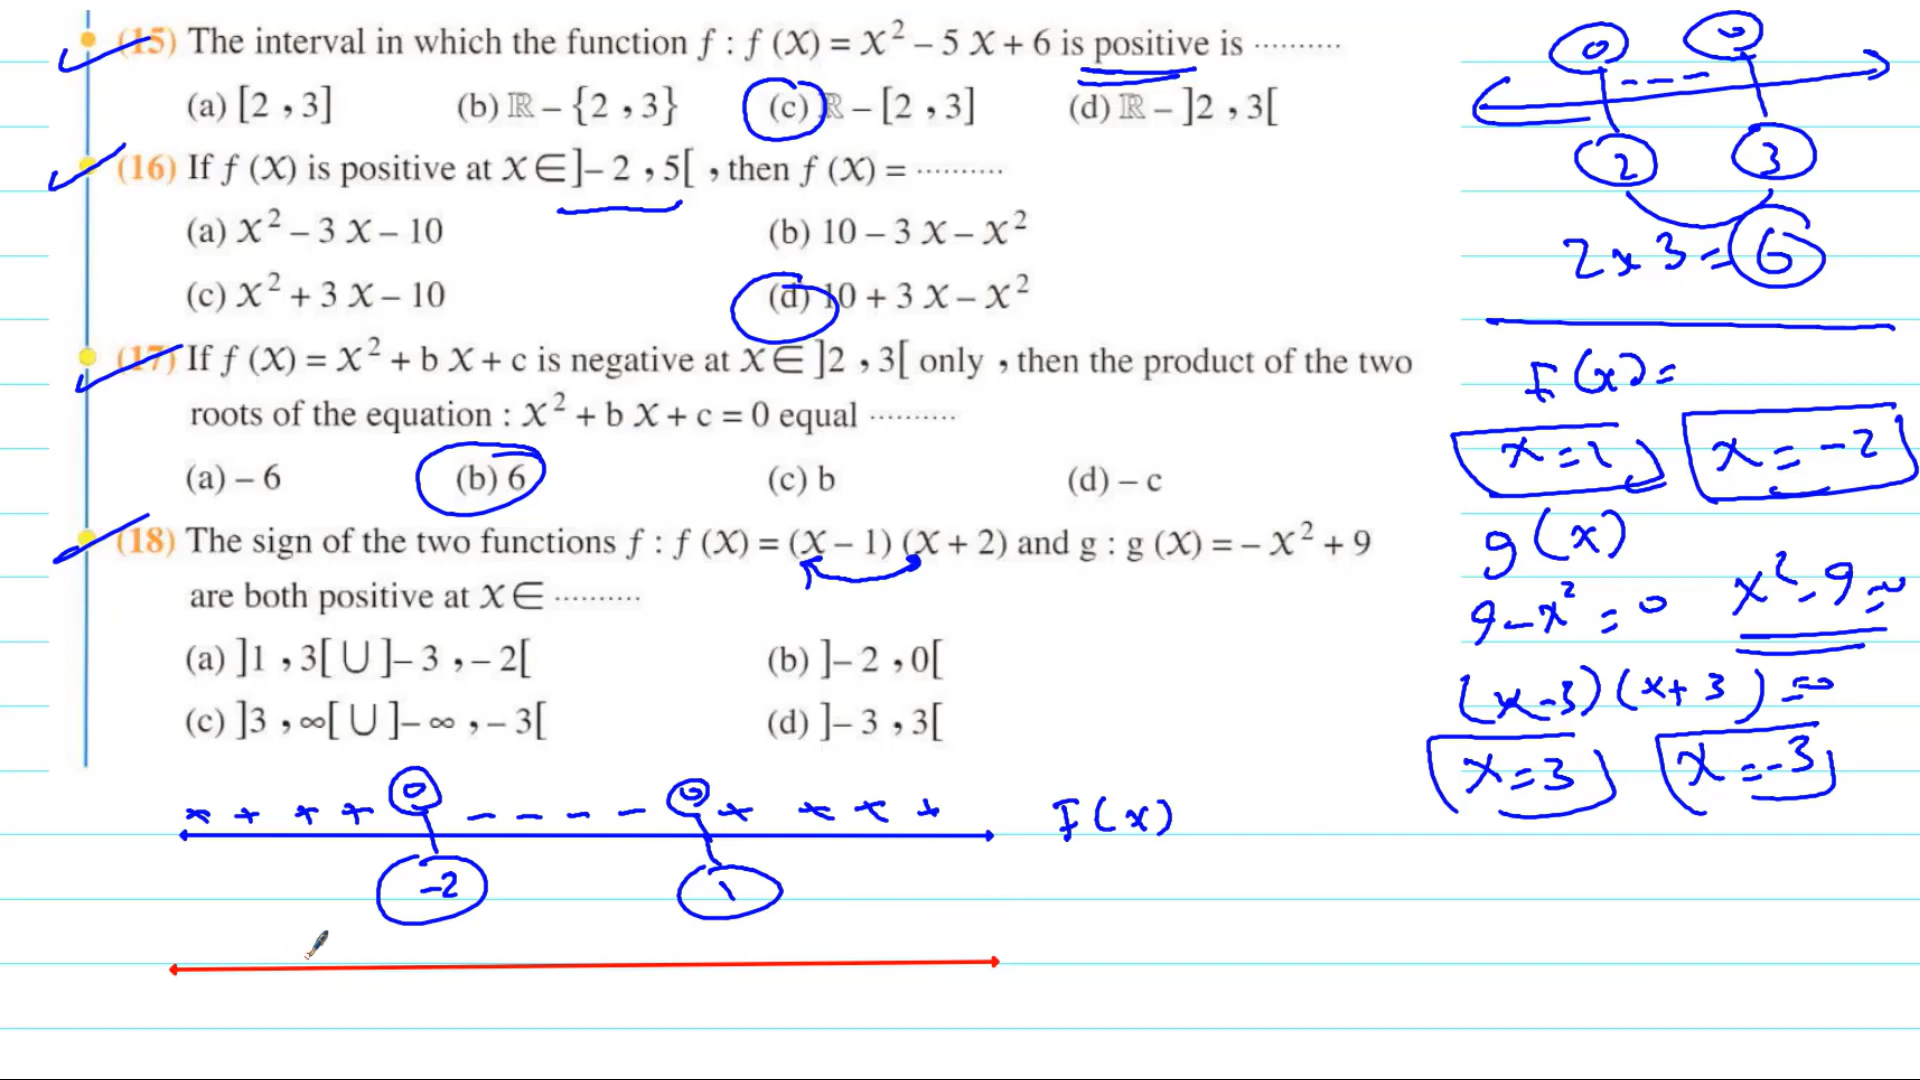 (15) The interval in which the function f : f (X) = X² – 5 X + 6 is positive is ··········
(a) [2 , 3] (b) ℝ – {2 , 3} (c) ℝ – [2 , 3] (d) ℝ – ]2 , 3[
(16) If f (X) is positive at X ∈ ]– 2 , 5[ , then f (X) = ··········
(a) X² – 3 X – 10 (b) 10 – 3 X – X²
(c) X² + 3 X – 10 (d) 10 + 3 X – X²
(17) If f (X) = X² + b X + c is negative at X ∈ ]2 , 3[ only , then the product of the two
roots of the equation : X² + b X + c = 0 equal ··········
(a) – 6 (b) 6 (c) b (d) – c
(18) The sign of the two functions f : f (X) = (X – 1) (X + 2) and g : g (X) = – X² + 9
are both positive at X ∈ ··········
(a) ]1 , 3[ ∪ ]– 3 , – 2[ (b) ]– 2 , 0[
(c) ]3 , ∞[ ∪ ]– ∞ , – 3[ (d) ]– 3 , 3[
+ + + + 0 – – – – 0 + + + + F(x)
-2 1
0 0
– – – –
2 3
2 x 3 = 6
F(x) =
x = 1 x = -2
g(x)
9 - x² = 0 x² - 9 = 0
(x-3)(x+3) = 0
x = 3 x = -3